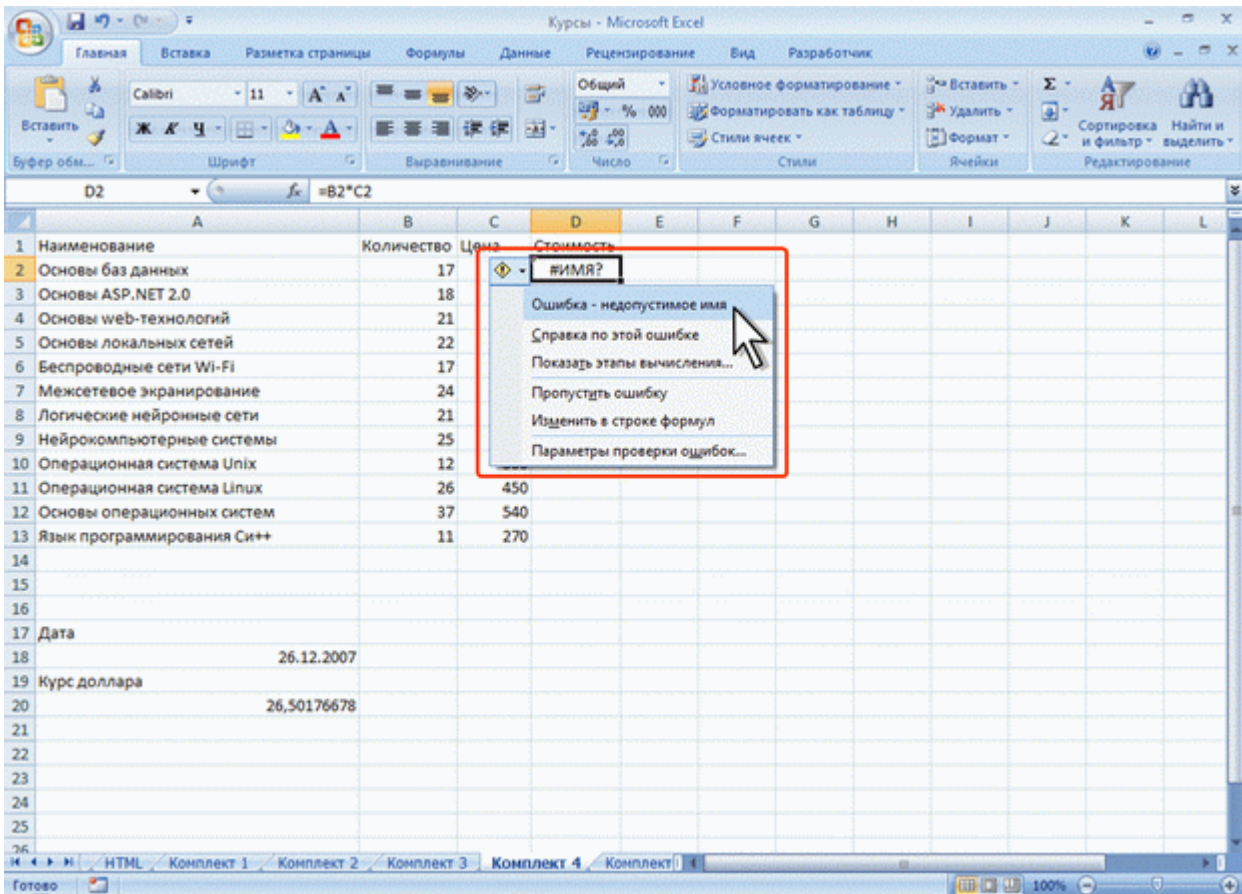 Курсы - Microsoft Excel
Главная Вставка Разметка страницы Формулы Данные Рецензирование Вид Разработчик
Вставить
Calibri 11
Ж К Ч
Общий
% 000
Условное форматирование
Форматировать как таблицу
Стили ячеек
Вставить
Удалить
Формат
Сортировка и фильтр
Найти и выделить
Буфер обм... Шрифт Выравнивание Число Стили Ячейки Редактирование
D2 fx =B2*C2
A B C D E F G H I J K L
1 Наименование Количество Цена Стоимость
2 Основы баз данных 17 #ИМЯ?
3 Основы ASP.NET 2.0 18
4 Основы web-технологий 21
5 Основы локальных сетей 22
6 Беспроводные сети Wi-Fi 17
7 Межсетевое экранирование 24
8 Логические нейронные сети 21
9 Нейрокомпьютерные системы 25
10 Операционная система Unix 12
11 Операционная система Linux 26 450
12 Основы операционных систем 37 540
13 Язык программирования Си++ 11 270
Ошибка - недопустимое имя
Справка по этой ошибке
Показать этапы вычисления...
Пропустить ошибку
Изменить в строке формул
Параметры проверки ошибок...
14
15
16
17 Дата
18 26.12.2007
19 Курс доллара
20 26,50176678
21
22
23
24
25
26
HTML Комплект 1 Комплект 2 Комплект 3 Комплект 4 Комплект
Готово 100%